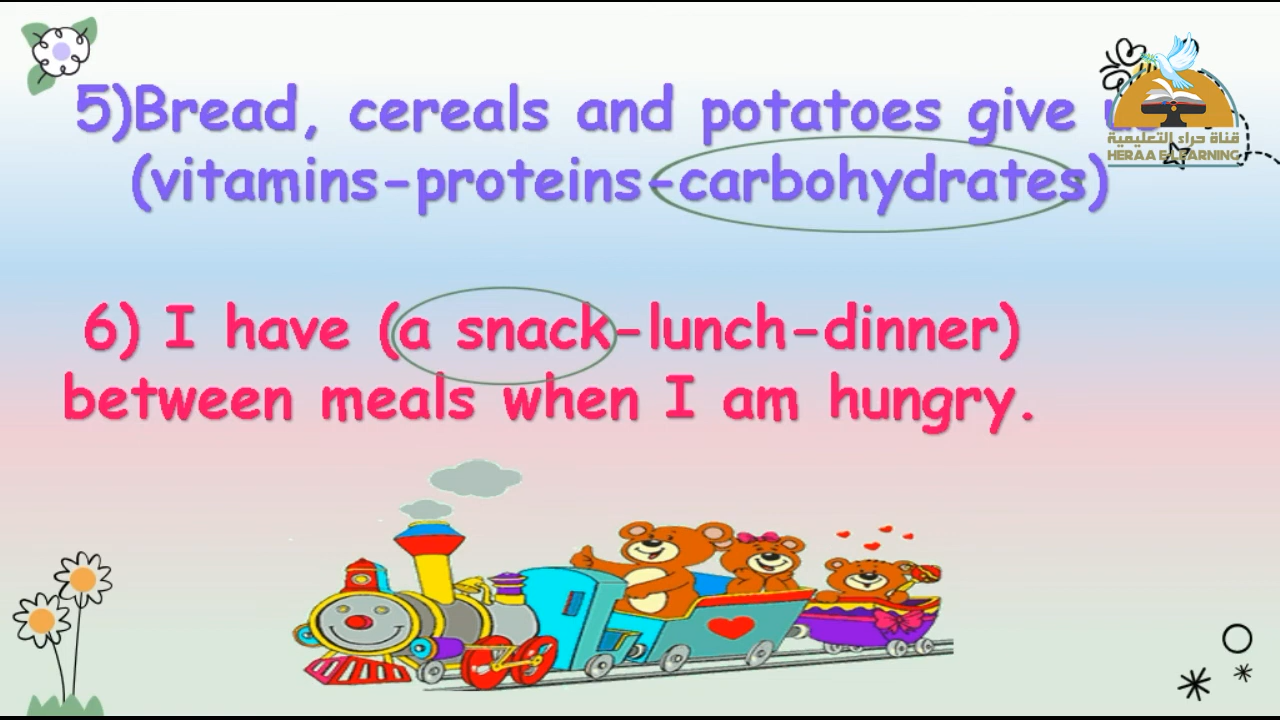 5)Bread, cereals and potatoes give
(vitamins-proteins-carbohydrates)
6) I have (a snack-lunch-dinner)
between meals when I am hungry.
قناة حراء التعليمية
HERAA E-LEARNING